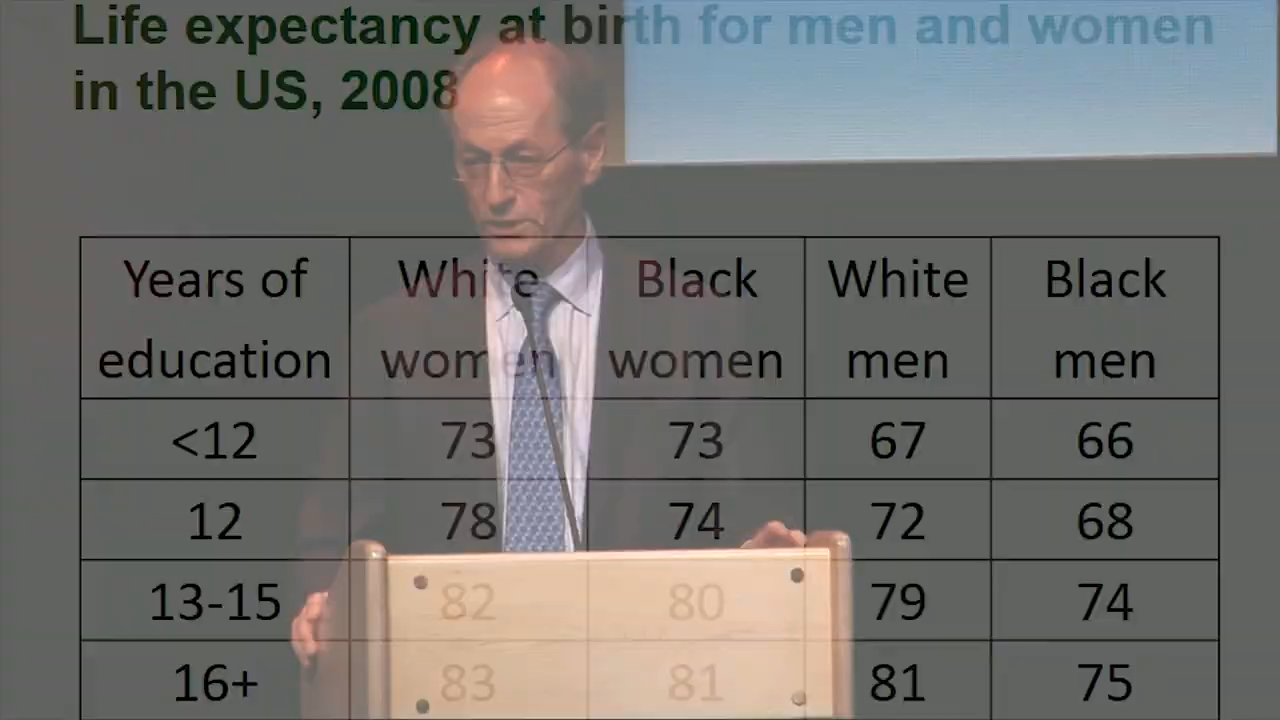 Life expectancy at birth for men and women
in the US, 2008
Years of education White women Black women White men Black men
<12 73 73 67 66
12 78 74 72 68
13-15 82 80 79 74
16+ 83 81 81 75